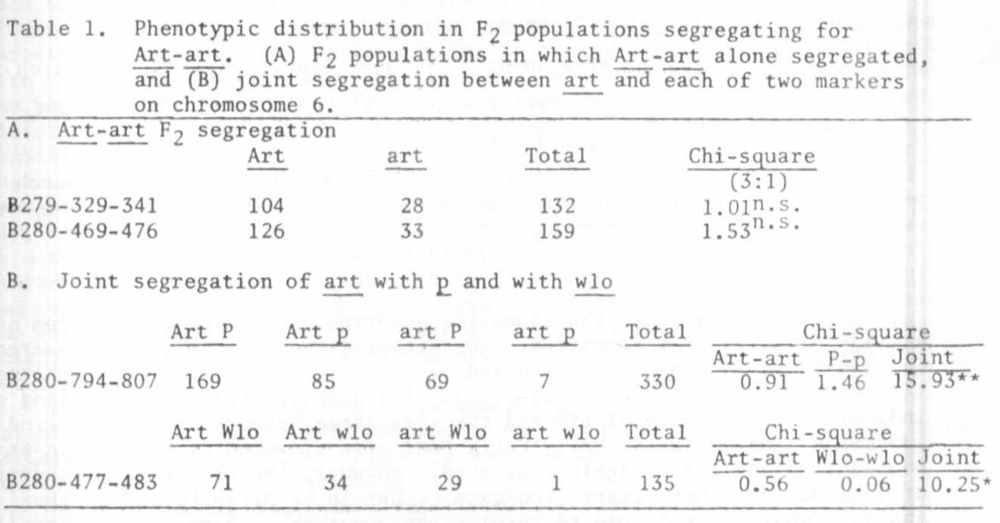 Table 1. Phenotypic distribution in F2 populations segregating for
Art-art. (A) F2 populations in which Art-art alone segregated,
and (B) joint segregation between art and each of two markers
on chromosome 6.
A. Art-art F2 segregation
Art art Total Chi-square
(3:1)
B279-329-341 104 28 132 1.01n.s.
B280-469-476 126 33 159 1.53n.s.
B. Joint segregation of art with p and with wlo
Art P Art p art P art p Total Chi-square
Art-art P-p Joint
B280-794-807 169 85 69 7 330 0.91 1.46 15.93**
Art Wlo Art wlo art Wlo art wlo Total Chi-square
Art-art Wlo-wlo Joint
B280-477-483 71 34 29 1 135 0.56 0.06 10.25*